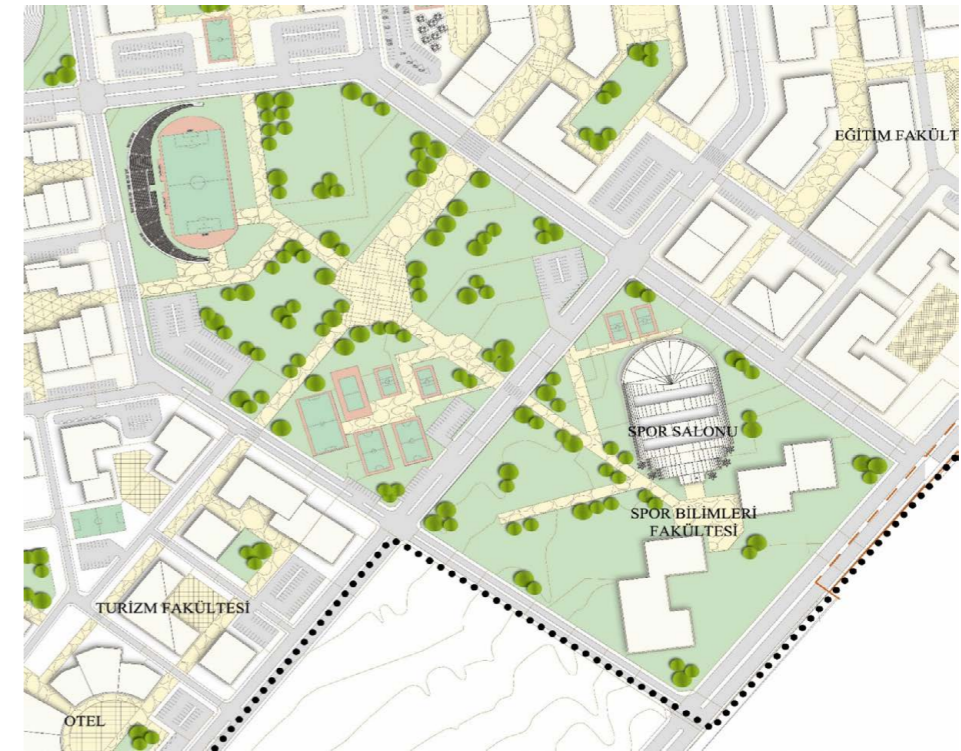 EĞİTİM FAKÜLT
SPOR SALONU
SPOR BİLİMLERİ
FAKÜLTESİ
TURİZM FAKÜLTESİ
OTEL